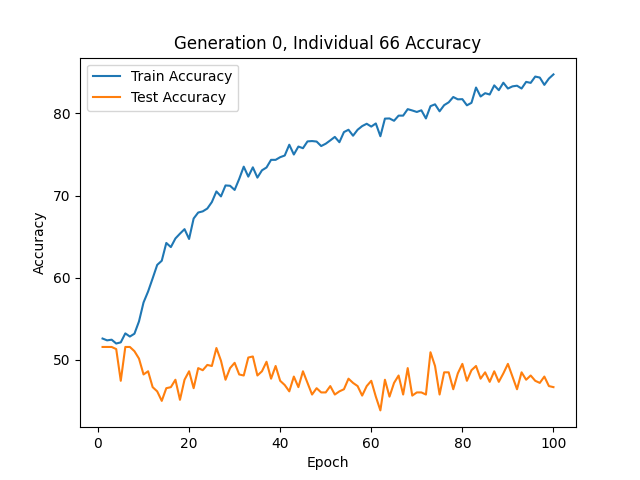 Generation 0, Individual 66 Accuracy
Train Accuracy
Test Accuracy
Accuracy
80
70
60
50
0 20 40 60 80 100
Epoch